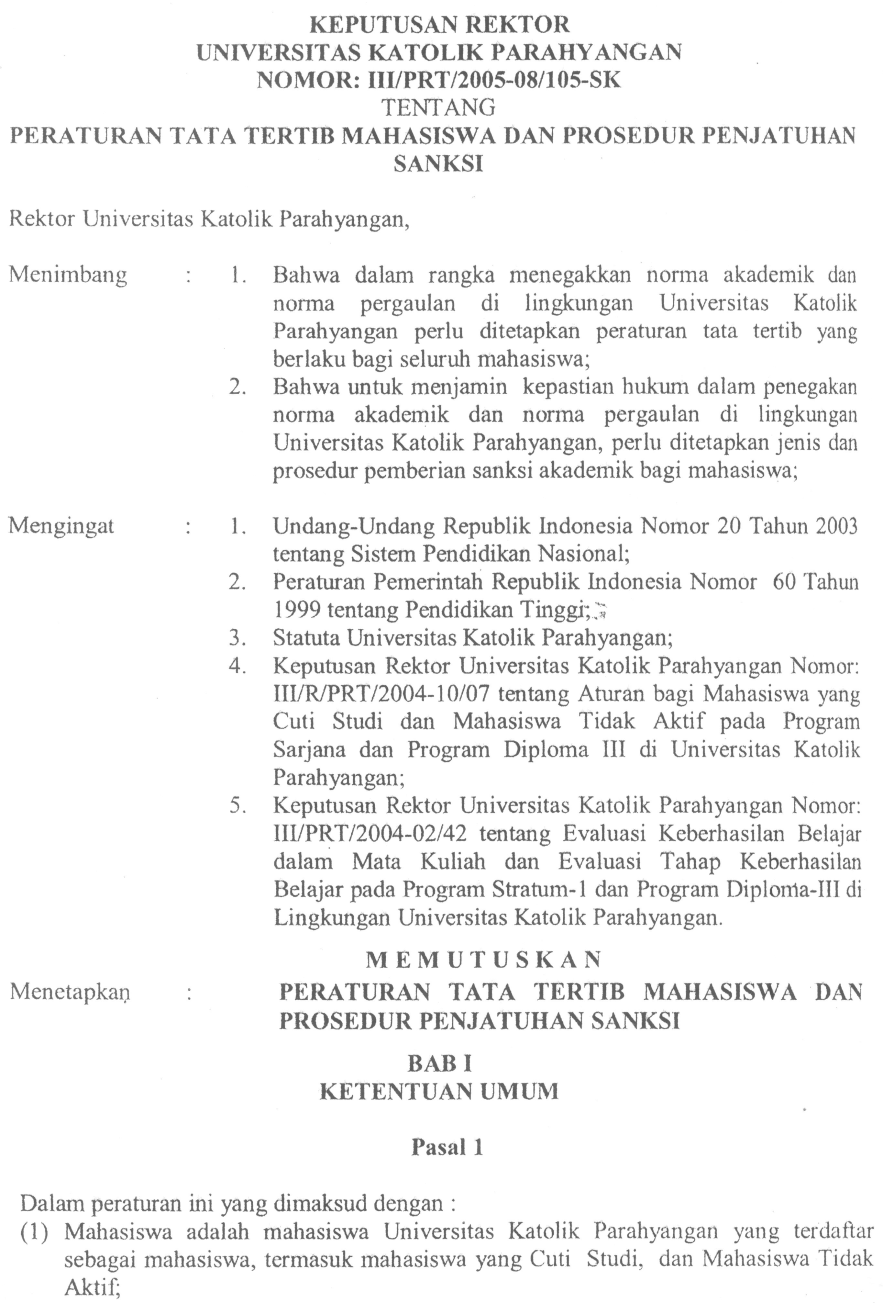 KEPUTUSAN REKTOR
UNIVERSITAS KATOLIK PARAHYANGAN
NOMOR: III/PRT/2005-08/105-SK
TENTANG
PERATURAN TATA TERTIB MAHASISWA DAN PROSEDUR PENJATUHAN
SANKSI
Rektor Universitas Katolik Parahyangan,
Menimbang : 1. Bahwa dalam rangka menegakkan norma akademik dan
norma pergaulan di lingkungan Universitas Katolik
Parahyangan perlu ditetapkan peraturan tata tertib yang
berlaku bagi seluruh mahasiswa;
2. Bahwa untuk menjamin kepastian hukum dalam penegakan
norma akademik dan norma pergaulan di lingkungan
Universitas Katolik Parahyangan, perlu ditetapkan jenis dan
prosedur pemberian sanksi akademik bagi mahasiswa;
Mengingat : 1. Undang-Undang Republik Indonesia Nomor 20 Tahun 2003
tentang Sistem Pendidikan Nasional;
2. Peraturan Pemerintah Republik Indonesia Nomor 60 Tahun
1999 tentang Pendidikan Tinggi;
3. Statuta Universitas Katolik Parahyangan;
4. Keputusan Rektor Universitas Katolik Parahyangan Nomor:
III/R/PRT/2004-10/07 tentang Aturan bagi Mahasiswa yang
Cuti Studi dan Mahasiswa Tidak Aktif pada Program
Sarjana dan Program Diploma III di Universitas Katolik
Parahyangan;
5. Keputusan Rektor Universitas Katolik Parahyangan Nomor:
III/PRT/2004-02/42 tentang Evaluasi Keberhasilan Belajar
dalam Mata Kuliah dan Evaluasi Tahap Keberhasilan
Belajar pada Program Stratum-1 dan Program Diploma-III di
Lingkungan Universitas Katolik Parahyangan.
M E M U T U S K A N
Menetapkan : PERATURAN TATA TERTIB MAHASISWA DAN
PROSEDUR PENJATUHAN SANKSI
BAB I
KETENTUAN UMUM
Pasal 1
Dalam peraturan ini yang dimaksud dengan :
(1) Mahasiswa adalah mahasiswa Universitas Katolik Parahyangan yang terdaftar
sebagai mahasiswa, termasuk mahasiswa yang Cuti Studi, dan Mahasiswa Tidak
Aktif;